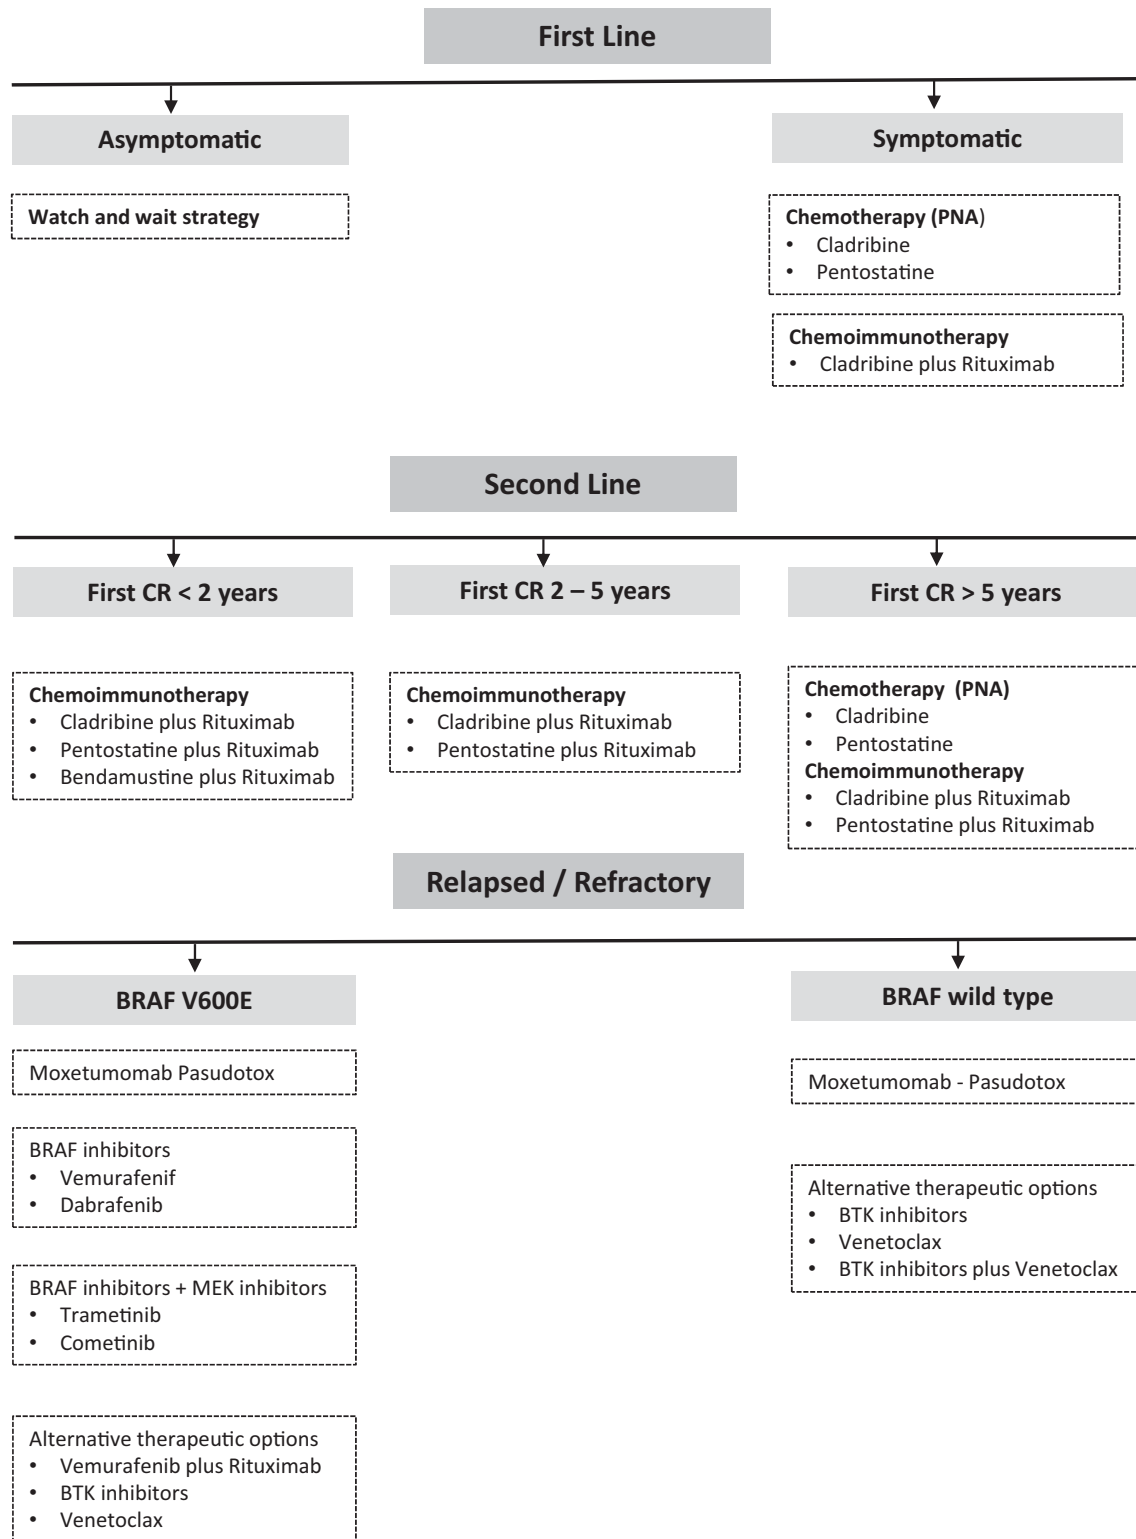 First Line
Asymptomatic
Watch and wait strategy
Symptomatic
Chemotherapy (PNA)
• Cladribine
• Pentostatine
Chemoimmunotherapy
• Cladribine plus Rituximab
Second Line
First CR < 2 years
Chemoimmunotherapy
• Cladribine plus Rituximab
• Pentostatine plus Rituximab
• Bendamustine plus Rituximab
First CR 2 – 5 years
Chemoimmunotherapy
• Cladribine plus Rituximab
• Pentostatine plus Rituximab
First CR > 5 years
Chemotherapy (PNA)
• Cladribine
• Pentostatine
Chemoimmunotherapy
• Cladribine plus Rituximab
• Pentostatine plus Rituximab
Relapsed / Refractory
BRAF V600E
Moxetumomab Pasudotox
BRAF inhibitors
• Vemurafenif
• Dabrafenib
BRAF inhibitors + MEK inhibitors
• Trametinib
• Cometinib
Alternative therapeutic options
• Vemurafenib plus Rituximab
• BTK inhibitors
• Venetoclax
BRAF wild type
Moxetumomab - Pasudotox
Alternative therapeutic options
• BTK inhibitors
• Venetoclax
• BTK inhibitors plus Venetoclax